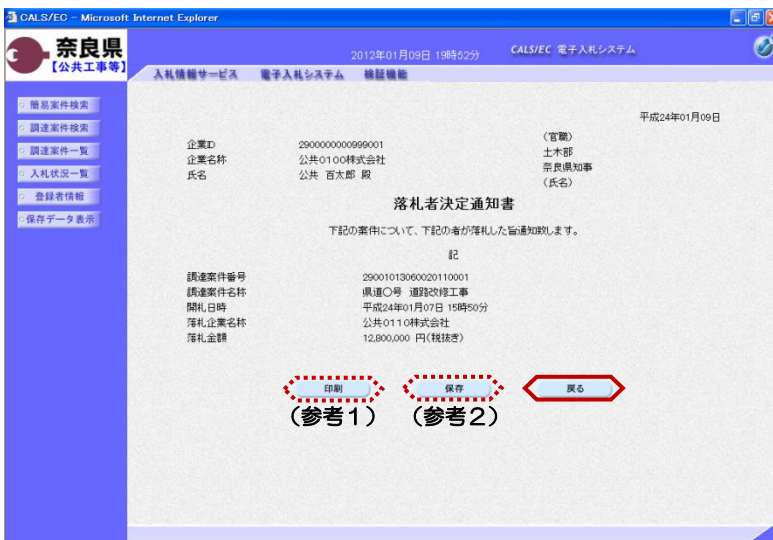 CALS/EC - Microsoft Internet Explorer
奈良県
【公共工事等】
2012年01月09日 19時52分
CALS/EC 電子入札システム
入札情報サービス 電子入札システム 検証機能
簡易案件検索
調達案件検索
調達案件一覧
入札状況一覧
登録者情報
保存データ表示
平成24年01月09日
企業ID 2900000000999001
企業名称 公共0100株式会社
氏名 公共 百太郎 殿
(官職)
土木部
奈良県知事
(氏名)
落札者決定通知書
下記の案件について、下記の者が落札した旨通知致します。
記
調達案件番号 29001013060020110001
調達案件名称 県道○号 道路改修工事
開札日時 平成24年01月07日 15時50分
落札企業名称 公共0110株式会社
落札金額 12,800,000 円(税抜き)
印刷 保存 戻る
(参考1) (参考2)